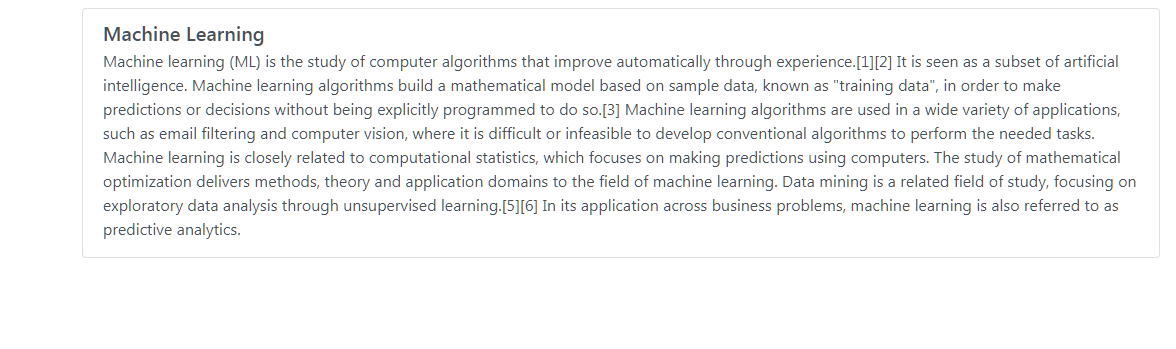 Machine Learning
Machine learning (ML) is the study of computer algorithms that improve automatically through experience.[1][2] It is seen as a subset of artificial
intelligence. Machine learning algorithms build a mathematical model based on sample data, known as "training data", in order to make
predictions or decisions without being explicitly programmed to do so.[3] Machine learning algorithms are used in a wide variety of applications,
such as email filtering and computer vision, where it is difficult or infeasible to develop conventional algorithms to perform the needed tasks.
Machine learning is closely related to computational statistics, which focuses on making predictions using computers. The study of mathematical
optimization delivers methods, theory and application domains to the field of machine learning. Data mining is a related field of study, focusing on
exploratory data analysis through unsupervised learning.[5][6] In its application across business problems, machine learning is also referred to as
predictive analytics.